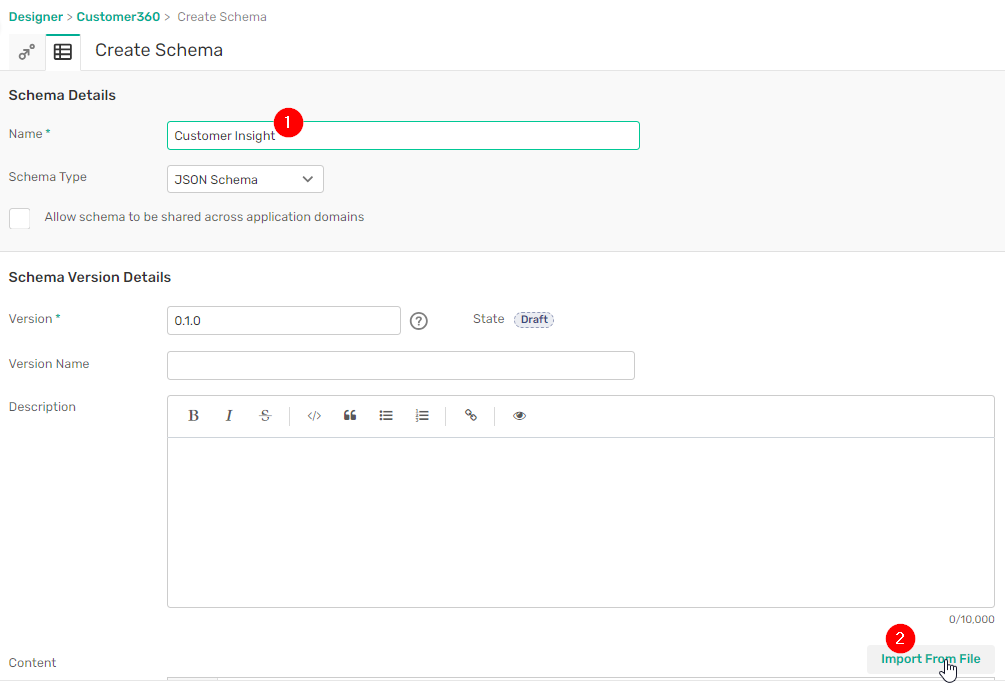 Designer > Customer360 > Create Schema
Create Schema
Schema Details
1
Name * Customer Insight
Schema Type JSON Schema
Allow schema to be shared across application domains
Schema Version Details
Version * 0.1.0 ? State Draft
Version Name
Description B I S </>
0/10,000
2
Content Import From File